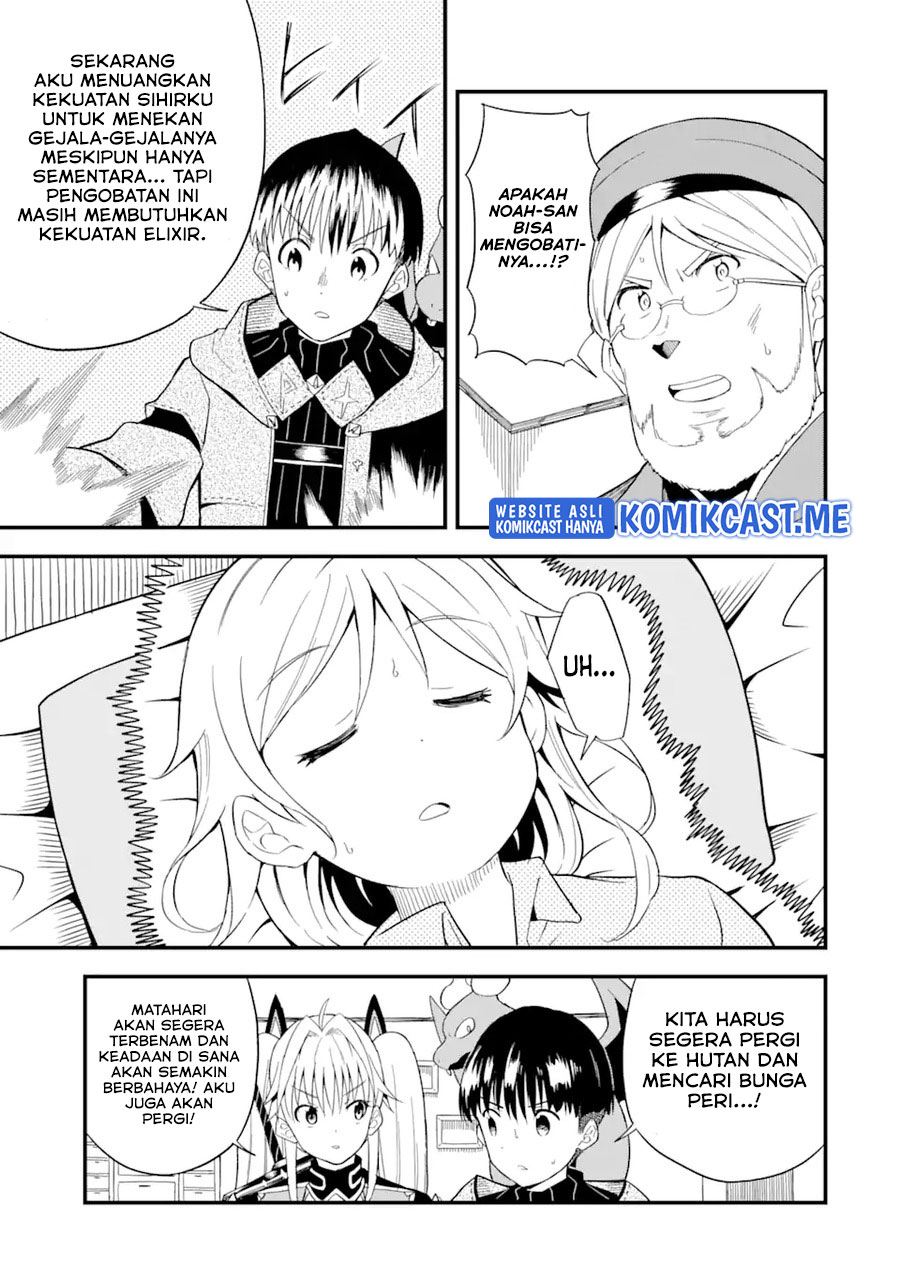 APAKAH
NOAH-SAN
BISA
MENGOBATI-
NYA...!?
SEKARANG
AKU MENUANGKAN
KEKUATAN SIHIRKU
UNTUK MENEKAN
GEJALA-GEJALANYA
MESKIPUN HANYA
SEMENTARA... TAPI
PENGOBATAN INI
MASIH MEMBUTUHKAN
KEKUATAN ELIXIR.
ピイイ
WEBSITE ASLI
KOMIKCAST HANYA
KOMIKCAST.ME
UH...
KITA HARUS
SEGERA PERGI
KE HUTAN DAN
MENCARI BUNGA
PERI...!
MATAHARI
AKAN SEGERA
TERBENAM DAN
KEADAAN DI SANA
AKAN SEMAKIN
BERBAHAYA! AKU
JUGA AKAN
PERGI!